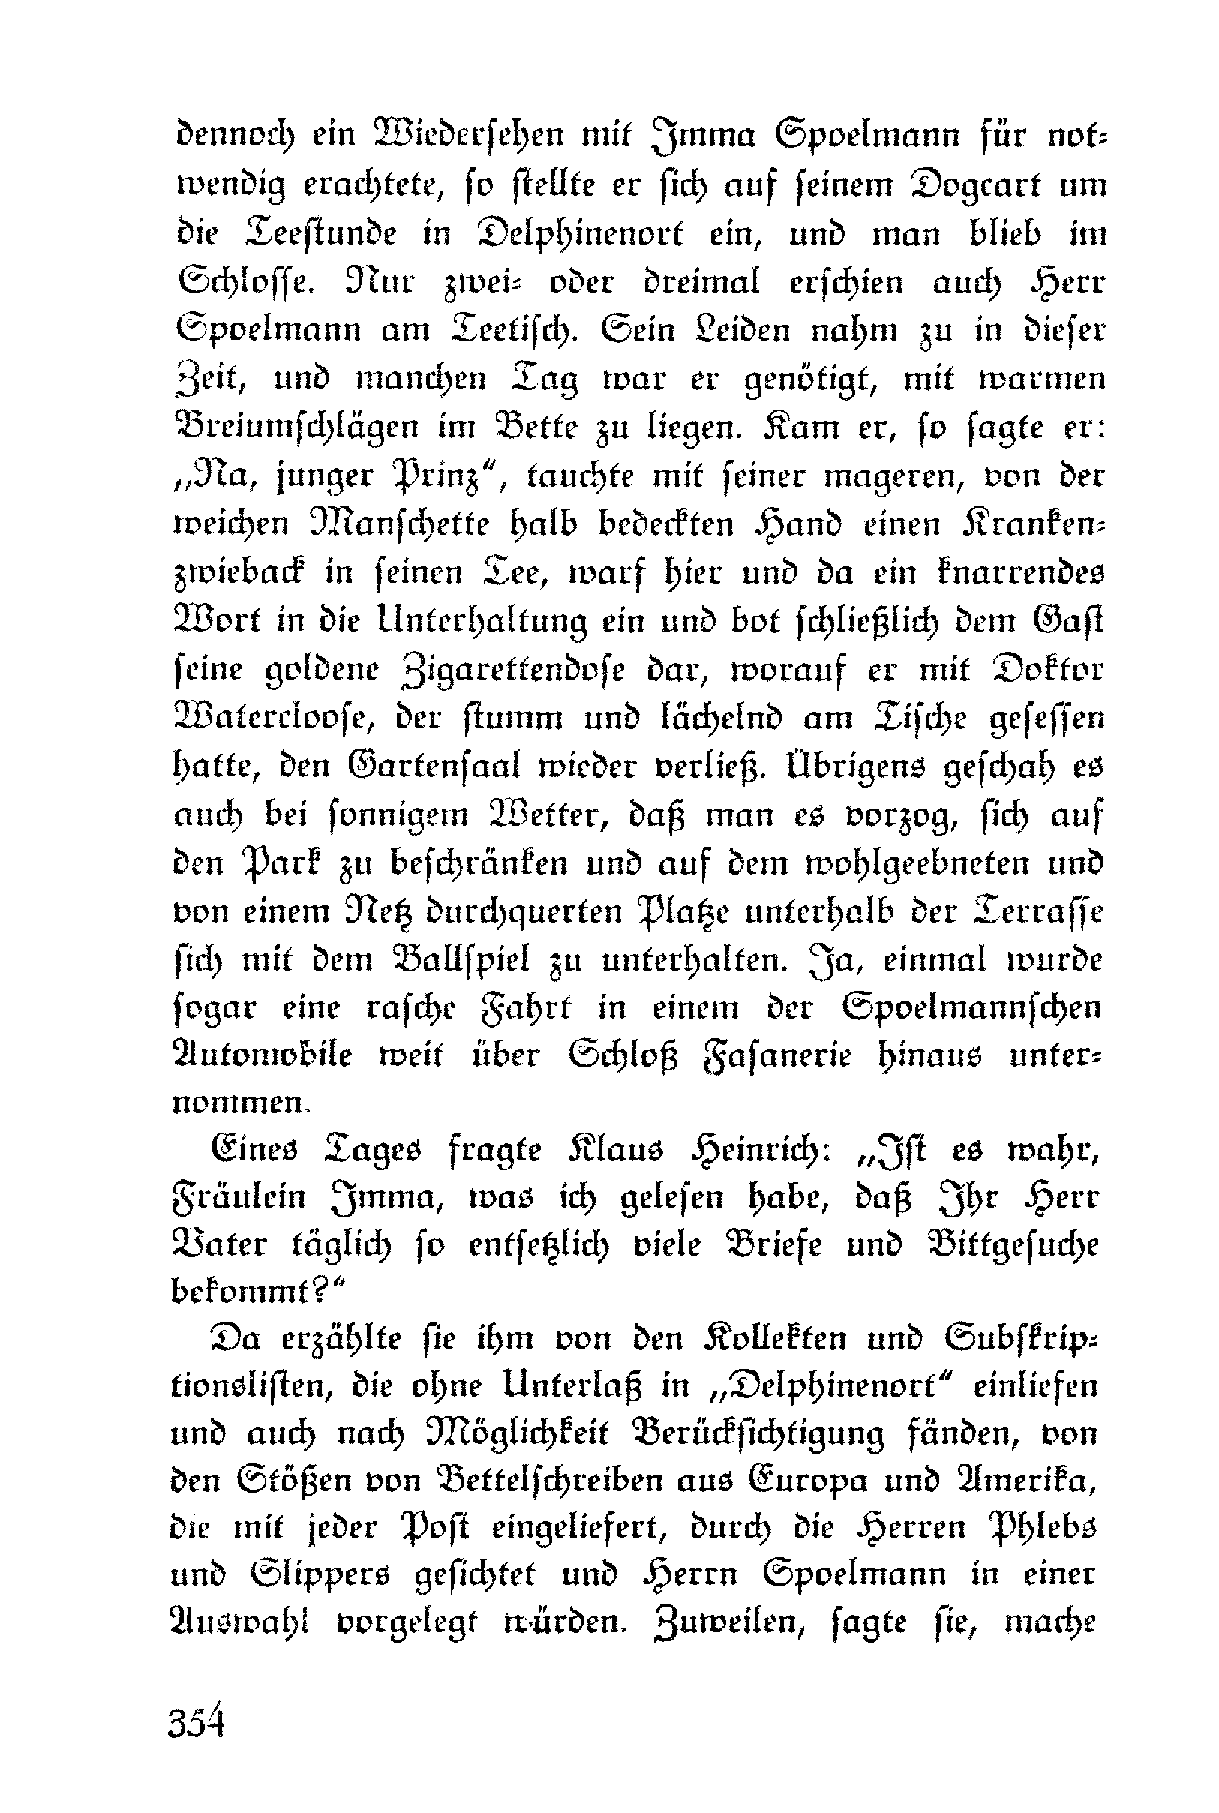 dennoch ein Wiedersehen mit Imma Spoelmann für not-
wendig erachtete, so stellte er sich auf seinem Dogcart um
die Teestunde in Delphinenort ein, und man blieb im
Schlosse. Nur zwei- oder dreimal erschien auch Herr
Spoelmann am Teetisch. Sein Leiden nahm zu in dieser
Zeit, und manchen Tag war er genötigt, mit warmen
Breiumschlägen im Bette zu liegen. Kam er, so sagte er:
„Na, junger Prinz“, tauchte mit seiner mageren, von der
weichen Manschette halb bedeckten Hand einen Kranken-
zwieback in seinen Tee, warf hier und da ein knarrendes
Wort in die Unterhaltung ein und bot schließlich dem Gast
seine goldene Zigarettendose dar, worauf er mit Doktor
Watercloose, der stumm und lächelnd am Tische gesessen
hatte, den Gartensaal wieder verließ. Übrigens geschah es
auch bei sonnigem Wetter, daß man es vorzog, sich auf
den Park zu beschränken und auf dem wohlgeebneten und
von einem Netz durchquerten Platze unterhalb der Terrasse
sich mit dem Ballspiel zu unterhalten. Ja, einmal wurde
sogar eine rasche Fahrt in einem der Spoelmannschen
Automobile weit über Schloß Fasanerie hinaus unter-
nommen.
Eines Tages fragte Klaus Heinrich: „Ist es wahr,
Fräulein Imma, was ich gelesen habe, daß Ihr Herr
Vater täglich so entsetzlich viele Briefe und Bittgesuche
bekommt?“
Da erzählte sie ihm von den Kollekten und Subskrip-
tionslisten, die ohne Unterlaß in „Delphinenort“ einliefen
und auch nach Möglichkeit Berücksichtigung fänden, von
den Stößen von Bettelschreiben aus Europa und Amerika,
die mit jeder Post eingeliefert, durch die Herren Phlebs
und Slippers gesichtet und Herrn Spoelmann in einer
Auswahl vorgelegt würden. Zuweilen, sagte sie, mache
354